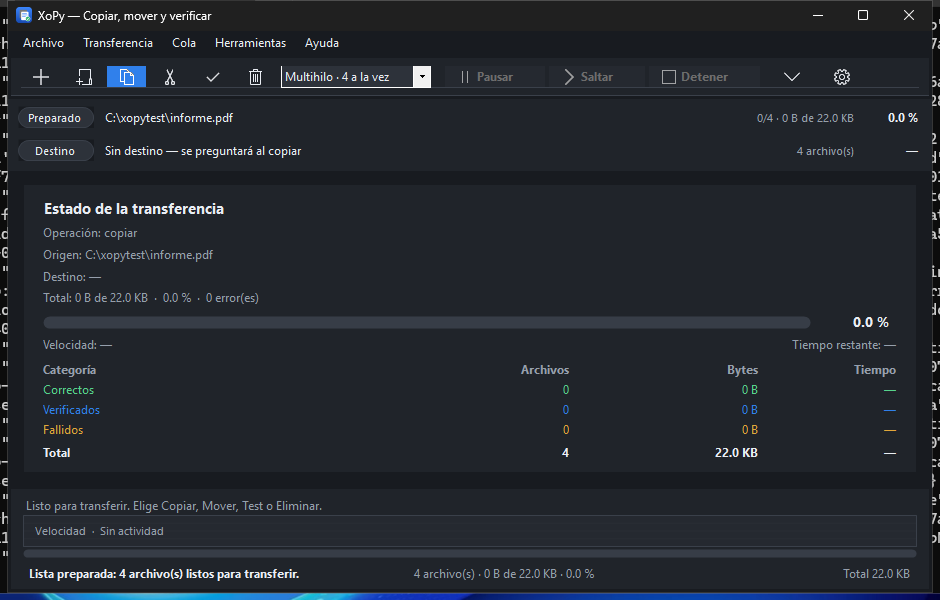 XoPy — Copiar, mover y verificar
Archivo Transferencia Cola Herramientas Ayuda
Multihilo · 4 a la vez Pausar Saltar Detener
Preparado C:\xopytest\informe.pdf 0/4 · 0 B de 22.0 KB 0.0 %
Destino Sin destino — se preguntará al copiar 4 archivo(s) —
Estado de la transferencia
Operación: copiar
Origen: C:\xopytest\informe.pdf
Destino: —
Total: 0 B de 22.0 KB · 0.0 % · 0 error(es)
0.0 %
Velocidad: — Tiempo restante: —
Categoría Archivos Bytes Tiempo
Correctos 0 0 B —
Verificados 0 0 B —
Fallidos 0 0 B —
Total 4 22.0 KB —
Listo para transferir. Elige Copiar, Mover, Test o Eliminar.
Velocidad · Sin actividad
Lista preparada: 4 archivo(s) listos para transferir. 4 archivo(s) · 0 B de 22.0 KB · 0.0 % Total 22.0 KB